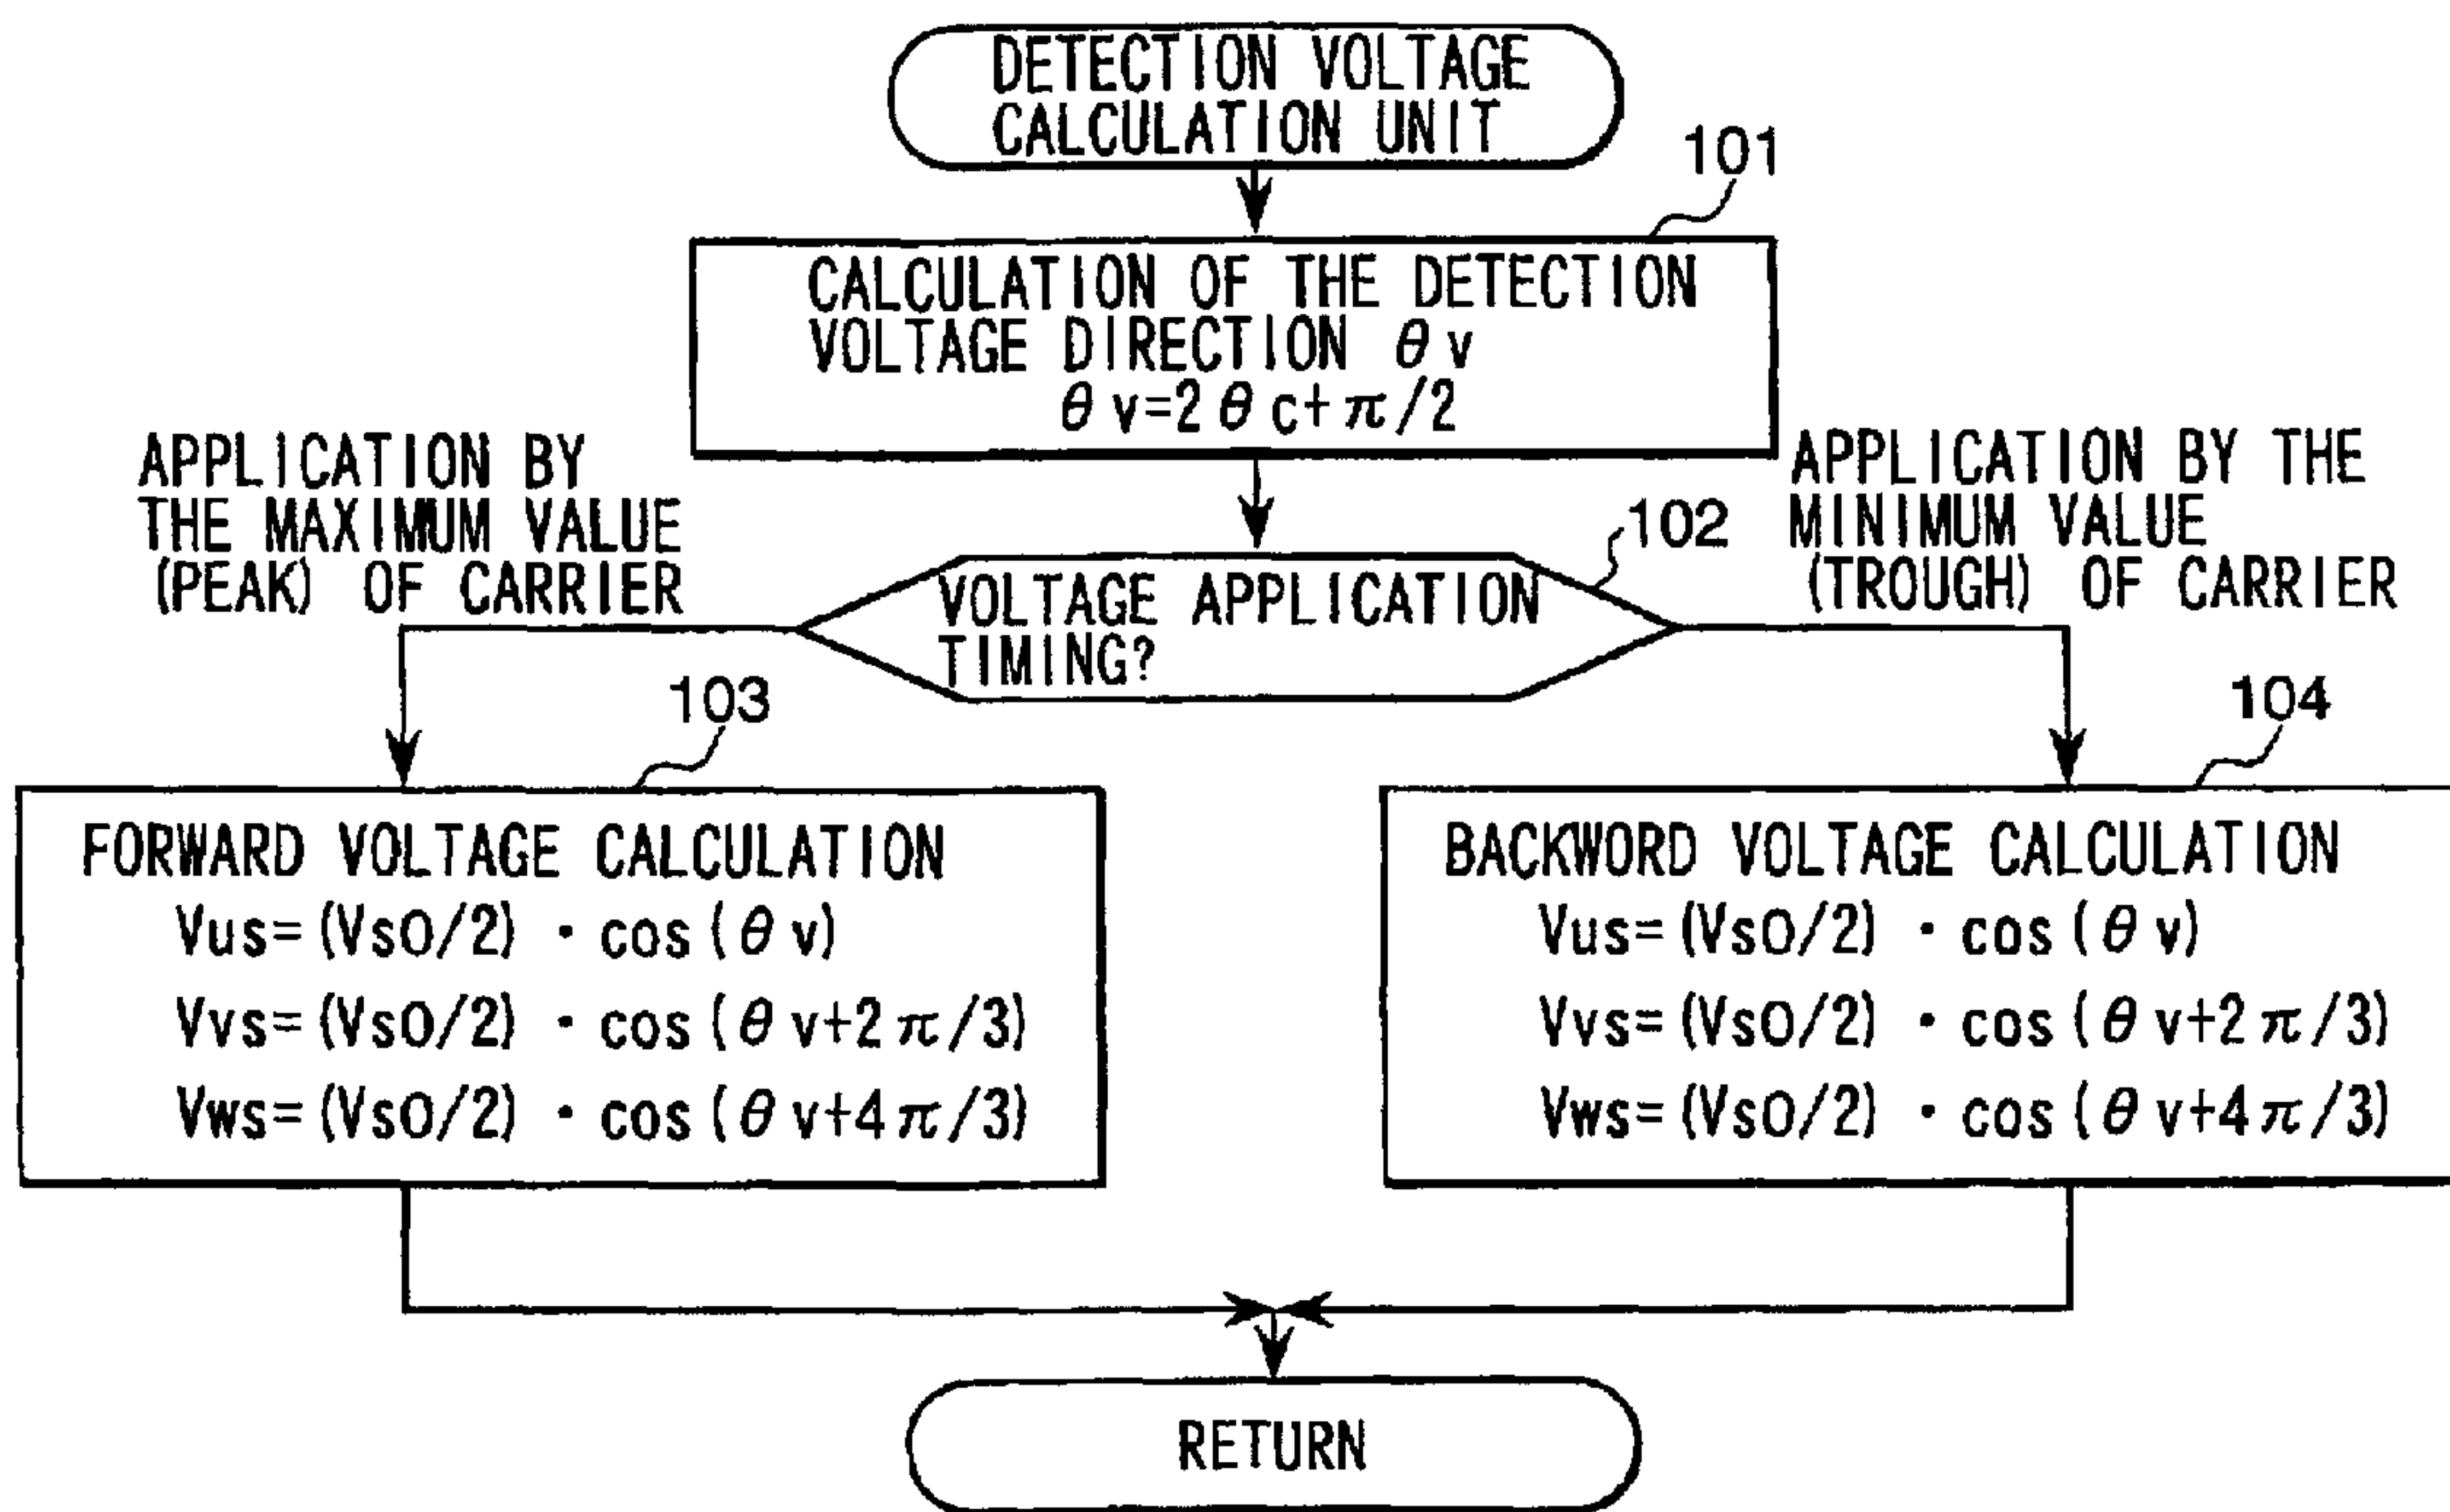 DETECTION VOLTAGE
CALCULATION UNIT
101
CALCULATION OF THE DETECTION
VOLTAGE DIRECTION θv
θv=2θc+π/2
APPLICATION BY
THE MAXIMUM VALUE
(PEAK) OF CARRIER
102
VOLTAGE APPLICATION
TIMING?
APPLICATION BY THE
MINIMUM VALUE
(TROUGH) OF CARRIER
103
FORWARD VOLTAGE CALCULATION
Vus=(Vs0/2)・cos(θv)
Vvs=(Vs0/2)・cos(θv+2π/3)
Vws=(Vs0/2)・cos(θv+4π/3)
104
BACKWORD VOLTAGE CALCULATION
Vus=(Vs0/2)・cos(θv)
Vvs=(Vs0/2)・cos(θv+2π/3)
Vws=(Vs0/2)・cos(θv+4π/3)
RETURN